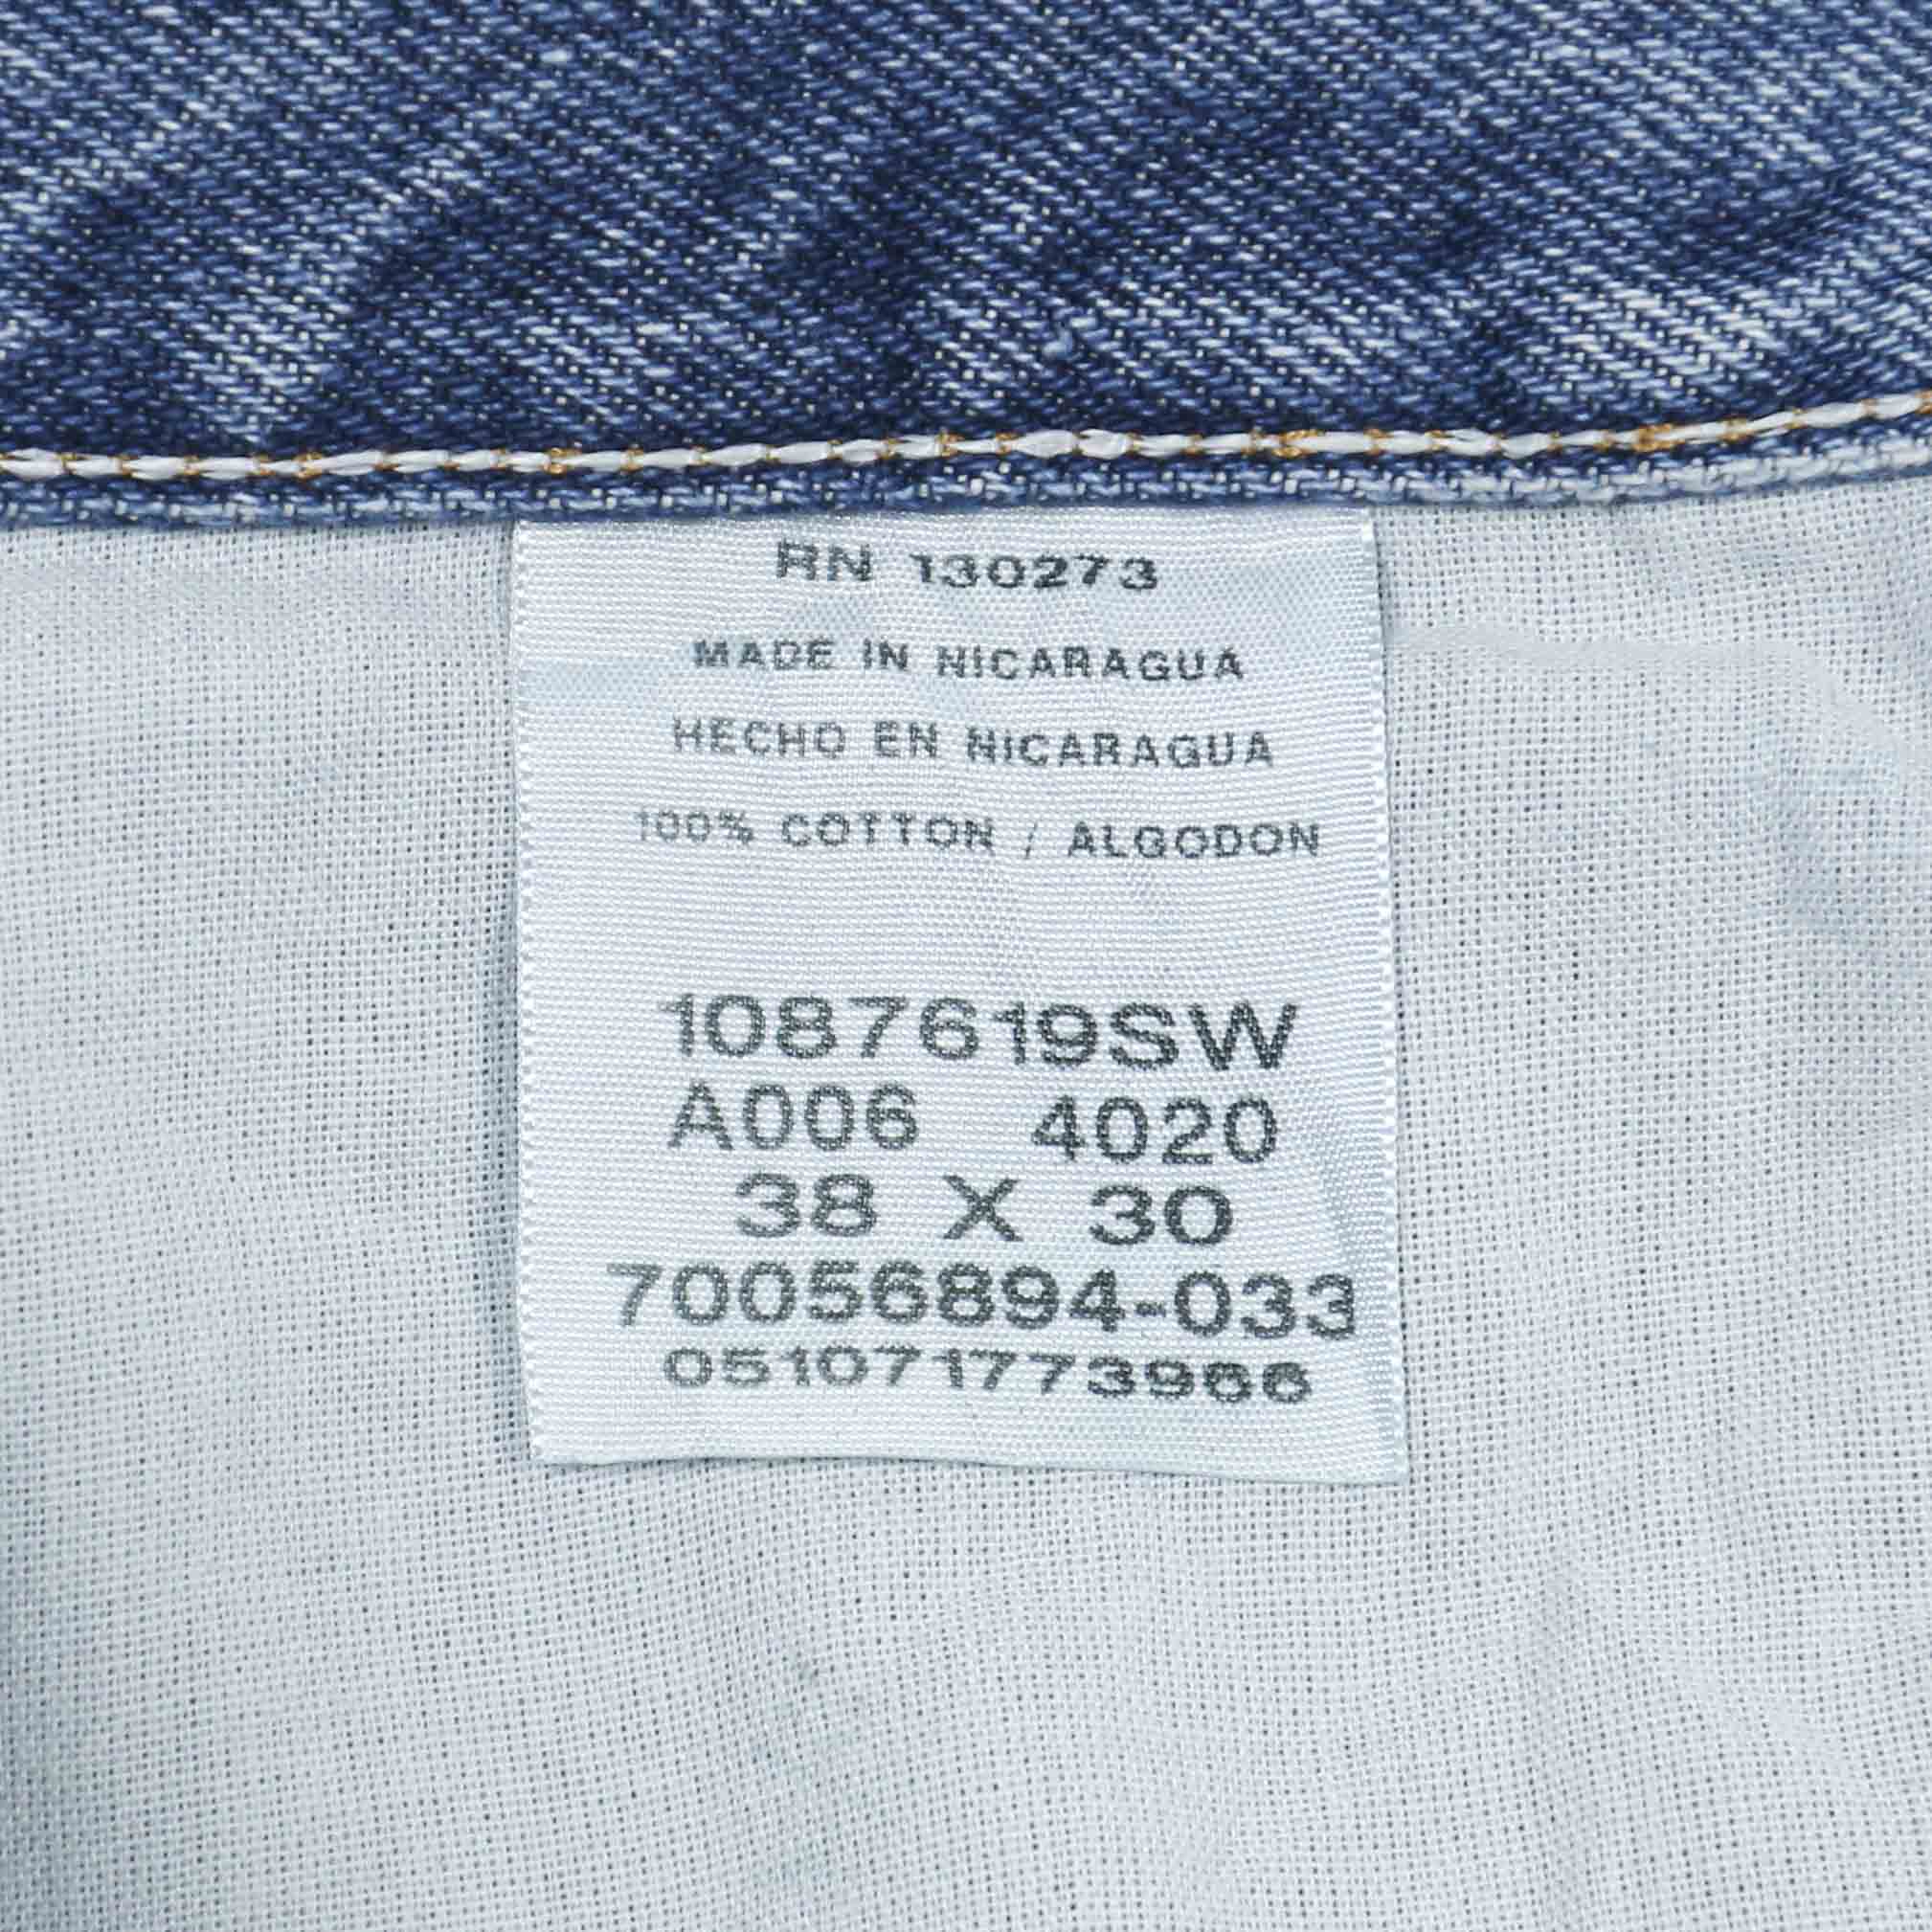 RN 130273
MADE IN NICARAGUA
HECHO EN NICARAGUA
100% COTTON / ALGODON
1087619SW
A006 4020
38 X 30
70056894-033
051071773966